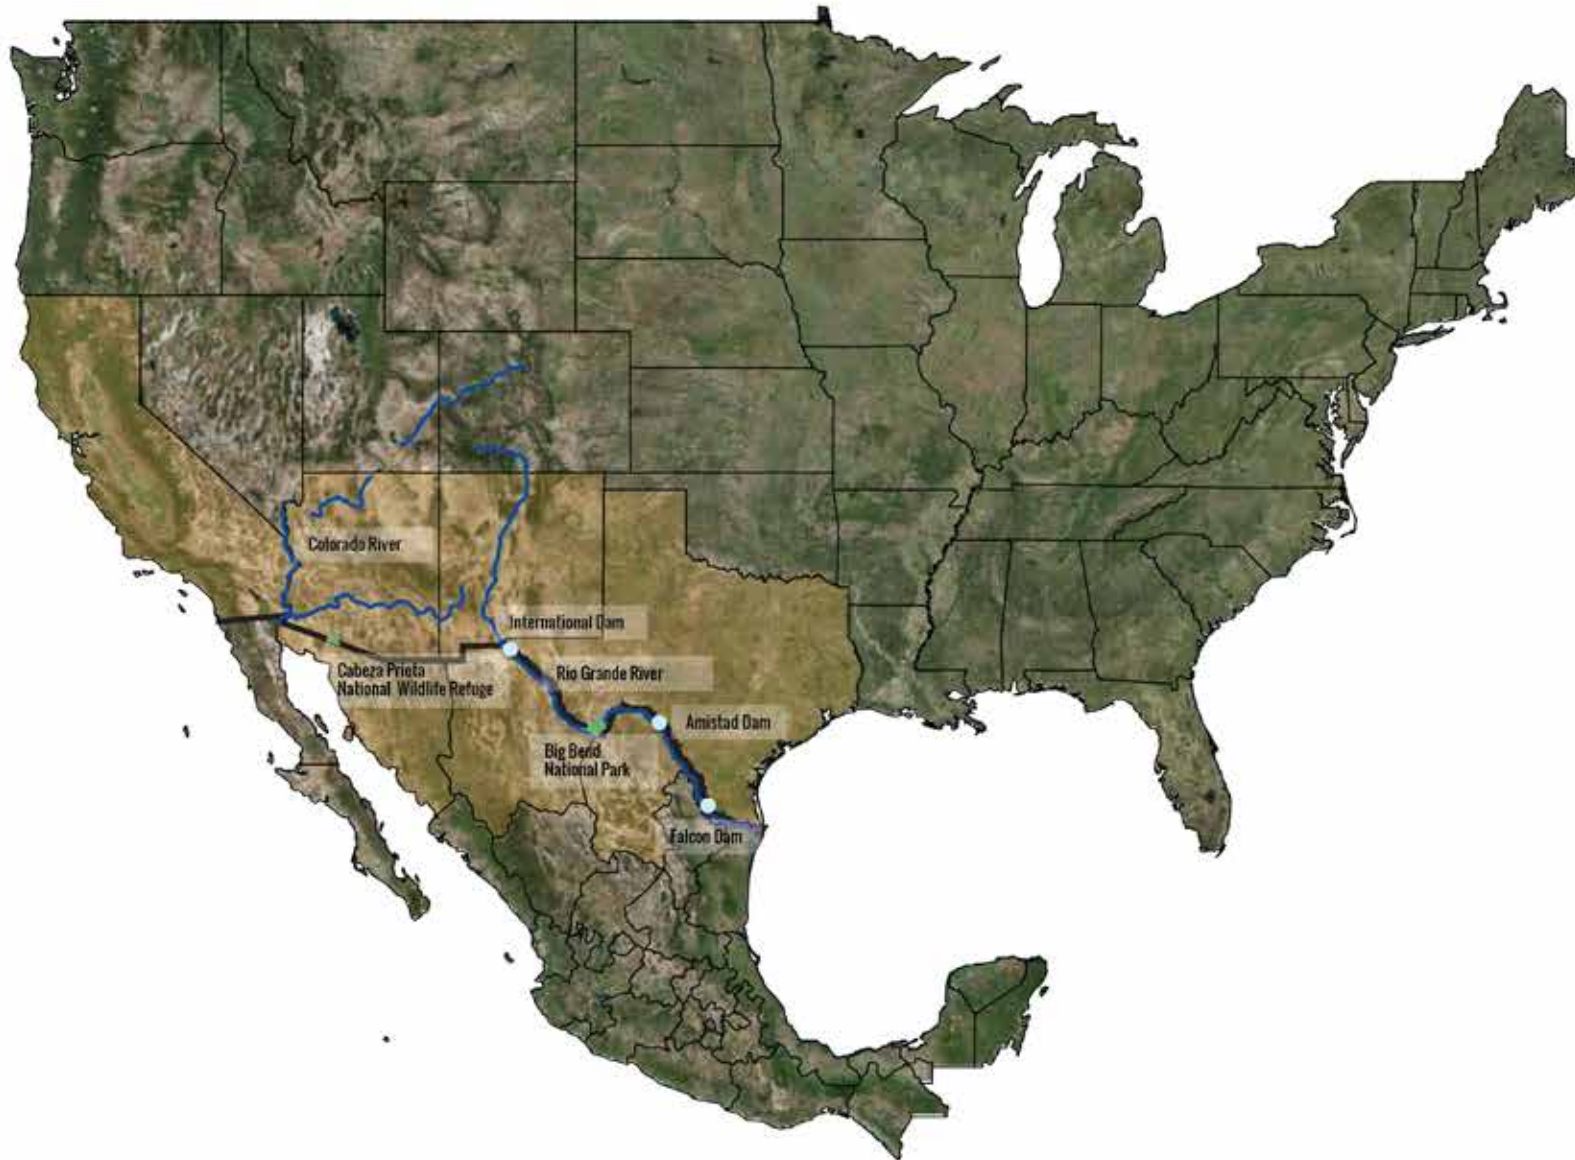 Colorado River
International Dam
Cabeza Prieta
National Wildlife Refuge
Rio Grande River
Amistad Dam
Big Bend
National Park
Falcon Dam